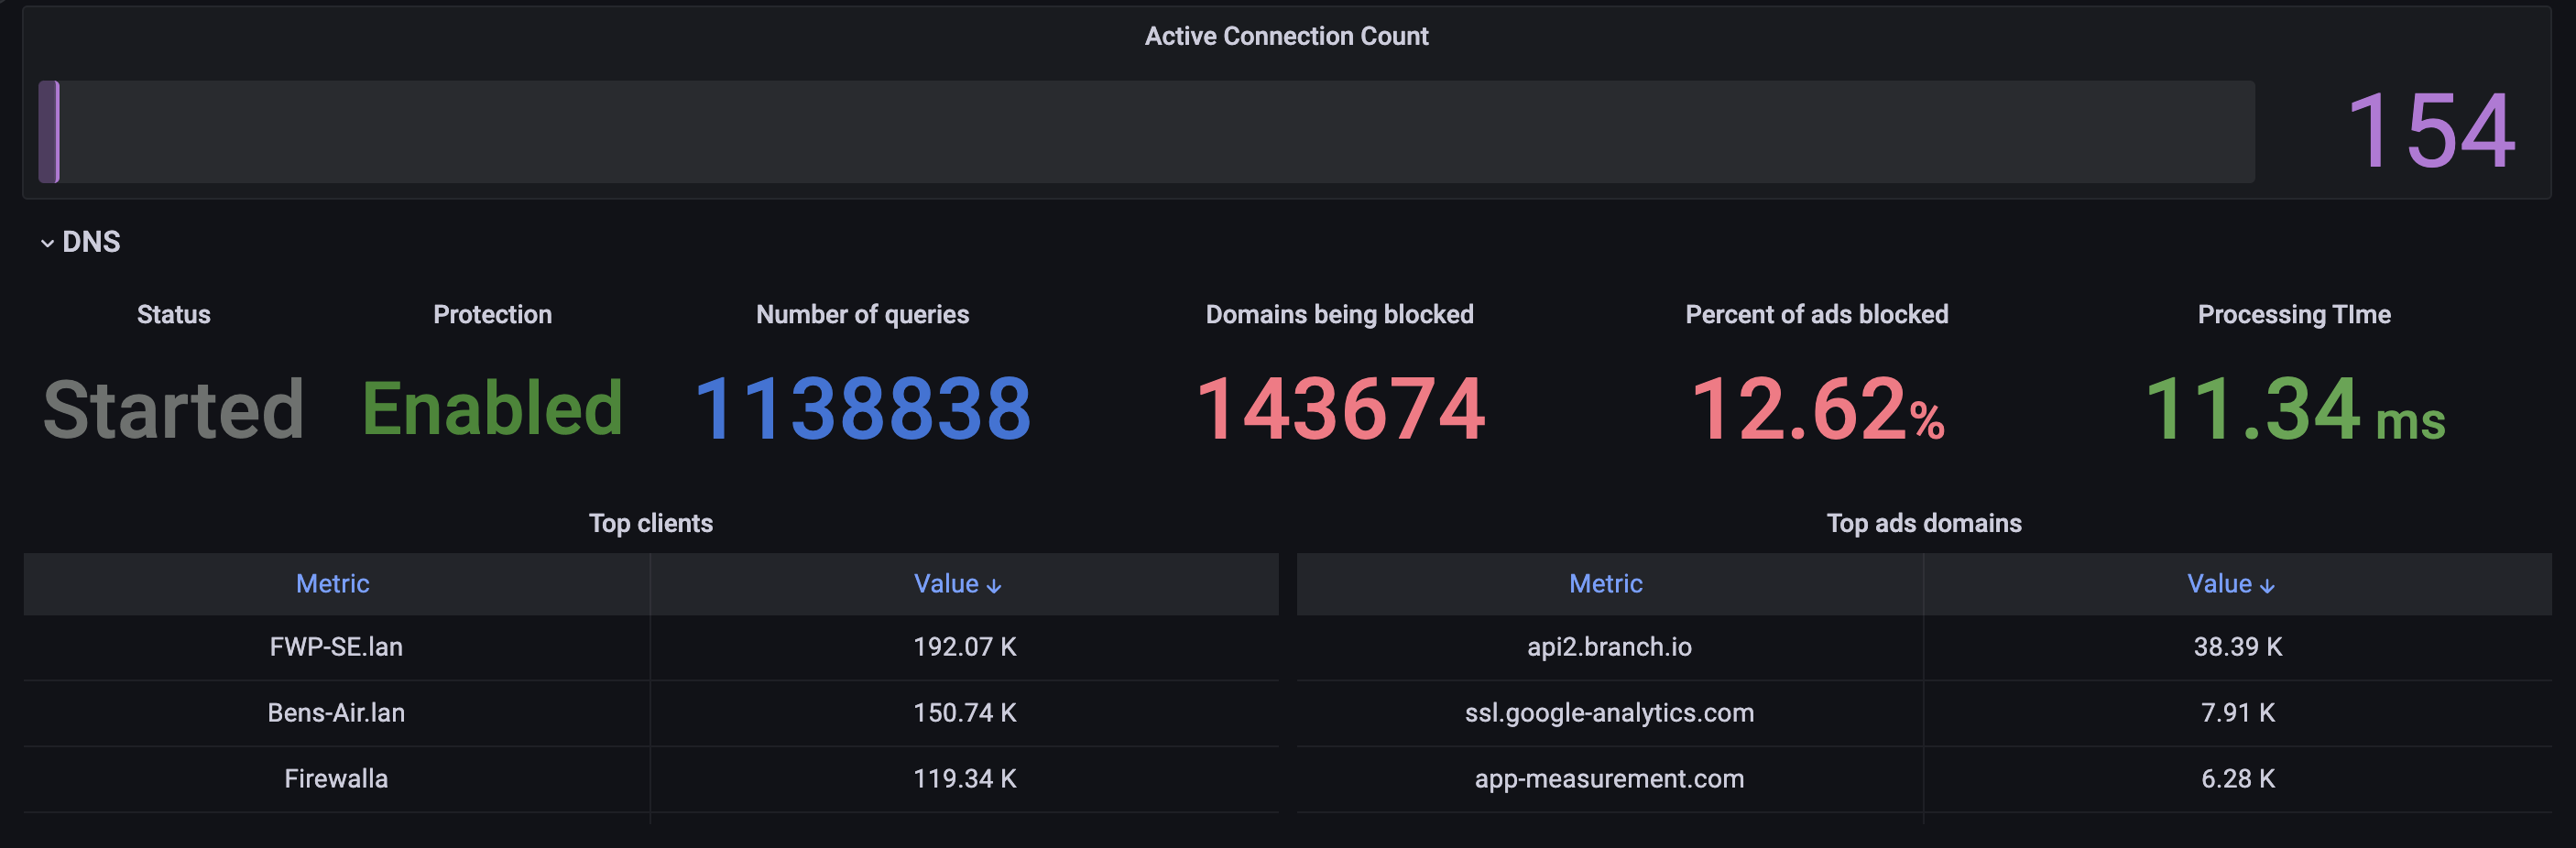 Active Connection Count
154
DNS
Status Protection Number of queries Domains being blocked Percent of ads blocked Processing TIme
Started Enabled 1138838 143674 12.62% 11.34 ms
Top clients Top ads domains
Metric Value ↓ Metric Value ↓
FWP-SE.lan 192.07 K api2.branch.io 38.39 K
Bens-Air.lan 150.74 K ssl.google-analytics.com 7.91 K
Firewalla 119.34 K app-measurement.com 6.28 K